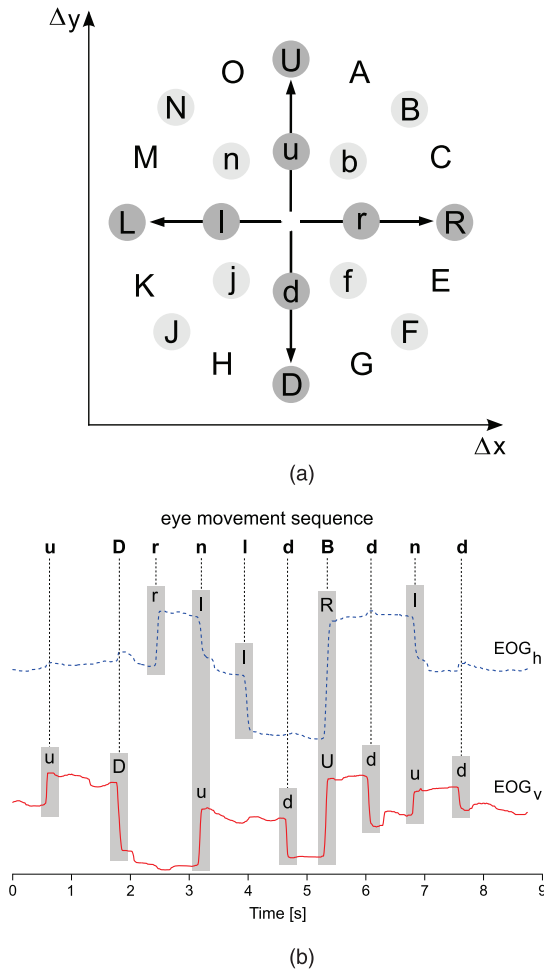 Δy
U
O A
N B
u
M n b C
L l r R
K j d f E
J F
H G
D
Δx
(a)
eye movement sequence
u D r n l d B d n d
r l R l
l
EOGh
u D u d U d u d
EOGv
0 1 2 3 4 5 6 7 8 9
Time [s]
(b)